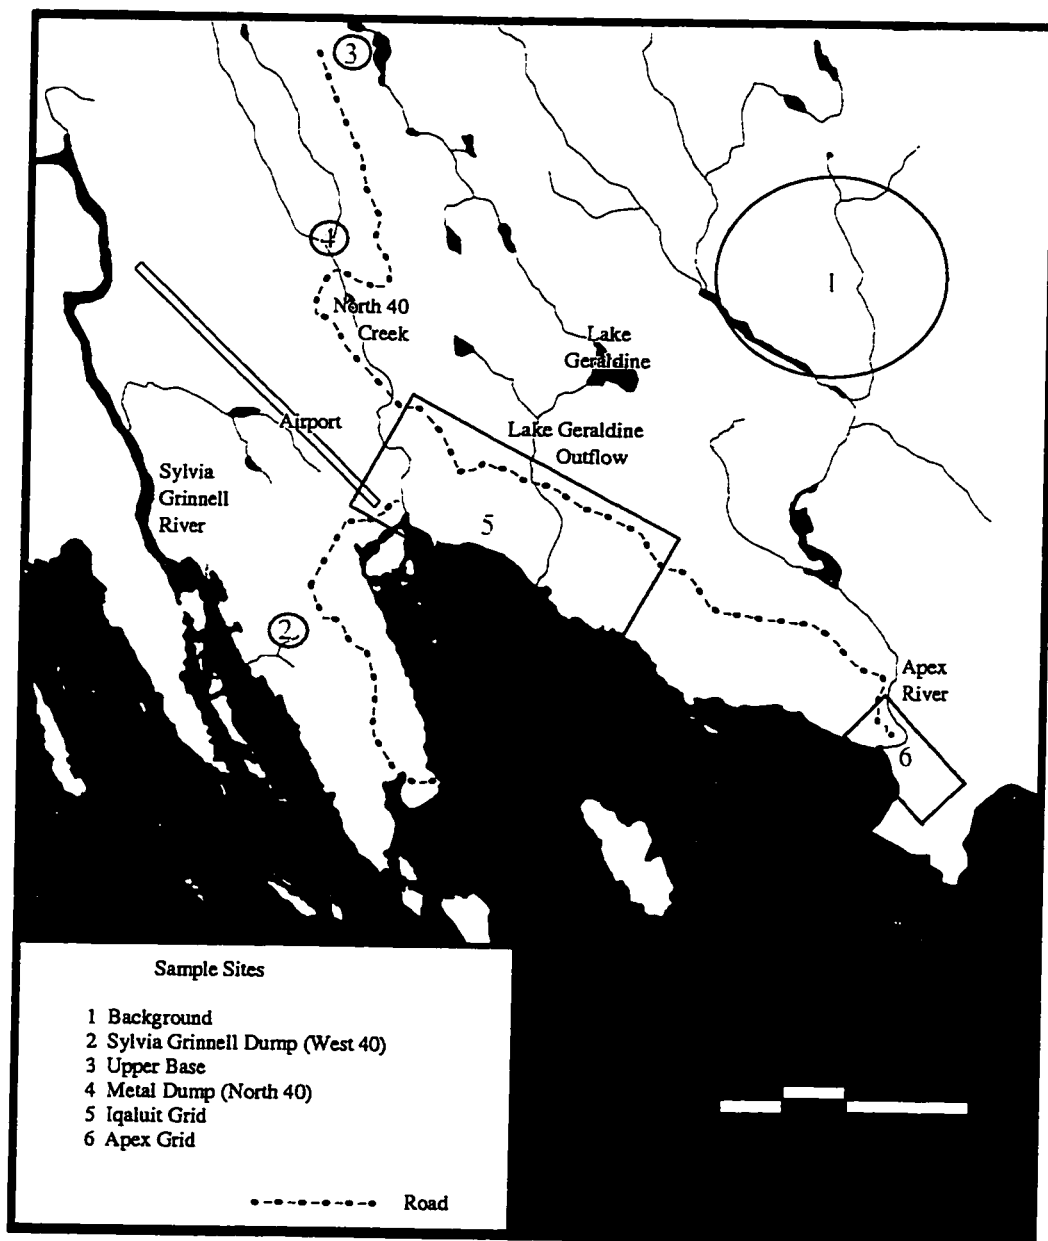 3
4
1
North 40
Creek
Lake
Geraldine
Airport
Lake Geraldine
Outflow
Sylvia
Grinnell
River
5
2
Apex
River
6
Sample Sites
1 Background
2 Sylvia Grinnell Dump (West 40)
3 Upper Base
4 Metal Dump (North 40)
5 Iqaluit Grid
6 Apex Grid
Road